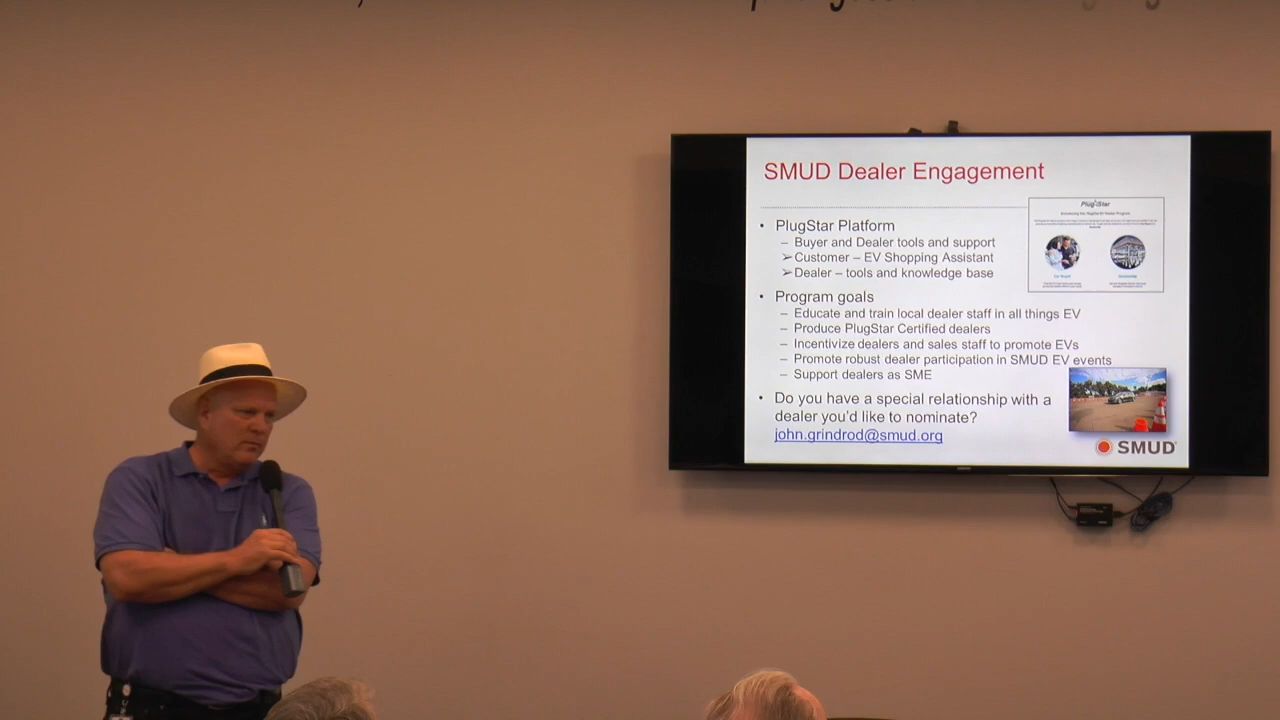 SMUD Dealer Engagement
PlugStar
• PlugStar Platform
– Buyer and Dealer tools and support
➢Customer – EV Shopping Assistant
➢Dealer – tools and knowledge base
• Program goals
– Educate and train local dealer staff in all things EV
– Produce PlugStar Certified dealers
– Incentivize dealers and sales staff to promote EVs
– Promote robust dealer participation in SMUD EV events
– Support dealers as SME
• Do you have a special relationship with a
dealer you'd like to nominate?
john.grindrod@smud.org
SMUD